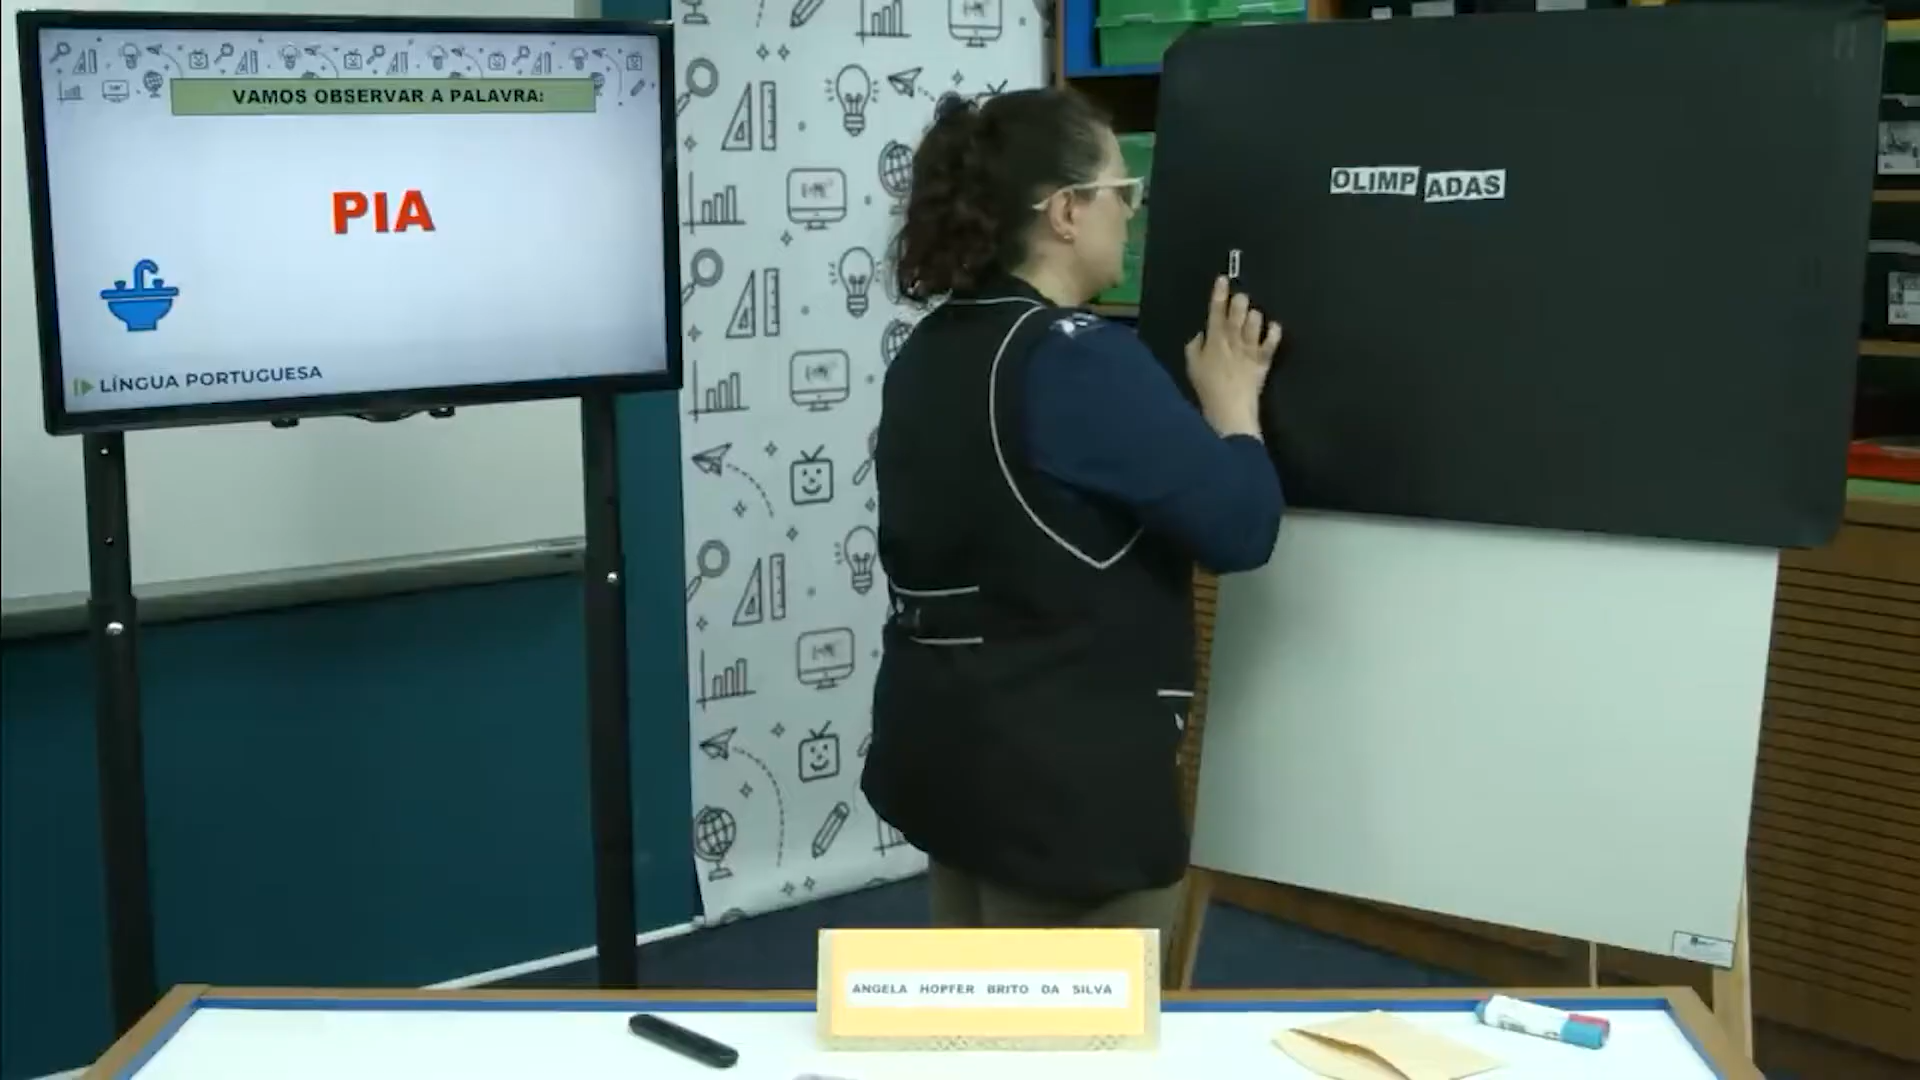 VAMOS OBSERVAR A PALAVRA:
PIA
LÍNGUA PORTUGUESA
OLIMP ADAS
I
ANGELA HOPFER BRITO DA SILVA